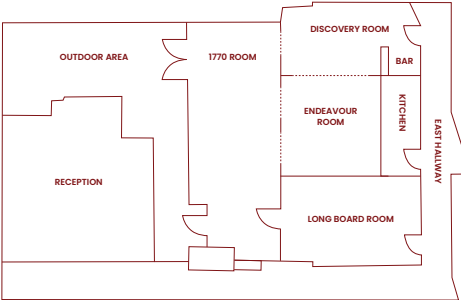 DISCOVERY ROOM
OUTDOOR AREA
1770 ROOM
BAR
ENDEAVOUR
ROOM
KITCHEN
EAST HALLWAY
RECEPTION
LONG BOARD ROOM